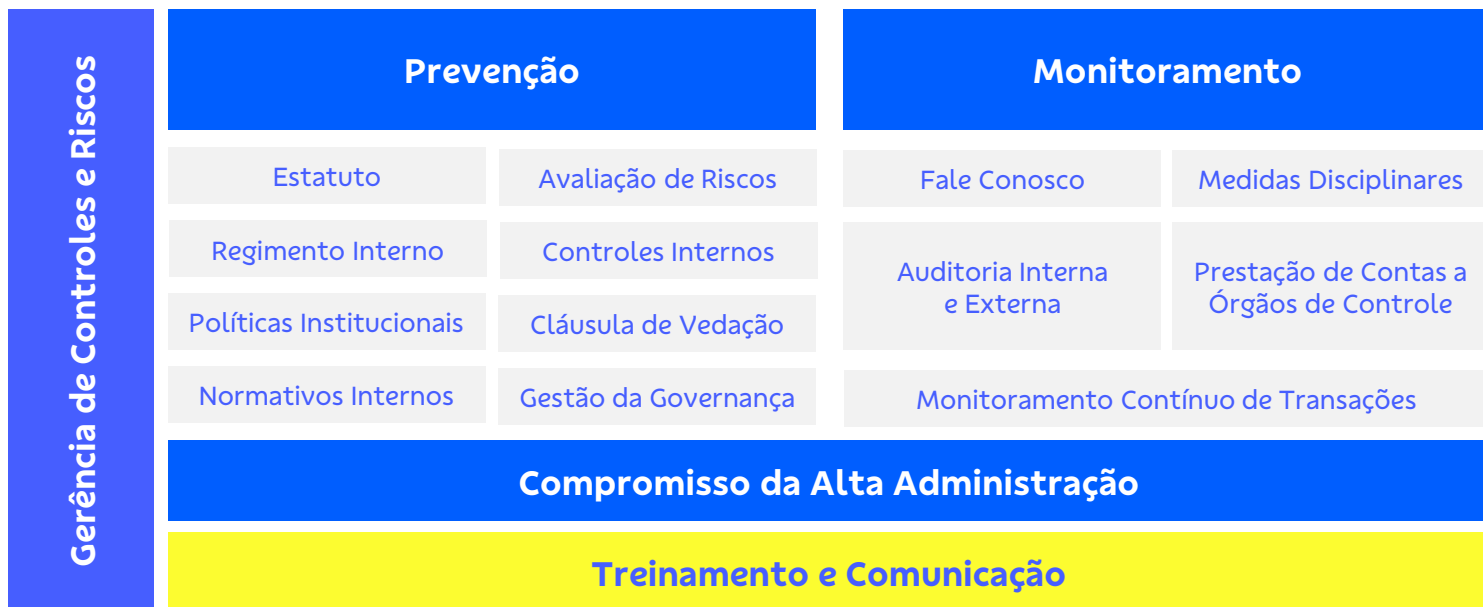 Gerência de Controles e Riscos
Prevenção
Estatuto
Avaliação de Riscos
Regimento Interno
Controles Internos
Políticas Institucionais
Cláusula de Vedação
Normativos Internos
Gestão da Governança
Monitoramento
Fale Conosco
Medidas Disciplinares
Auditoria Interna
e Externa
Prestação de Contas a
Órgãos de Controle
Monitoramento Contínuo de Transações
Compromisso da Alta Administração
Treinamento e Comunicação